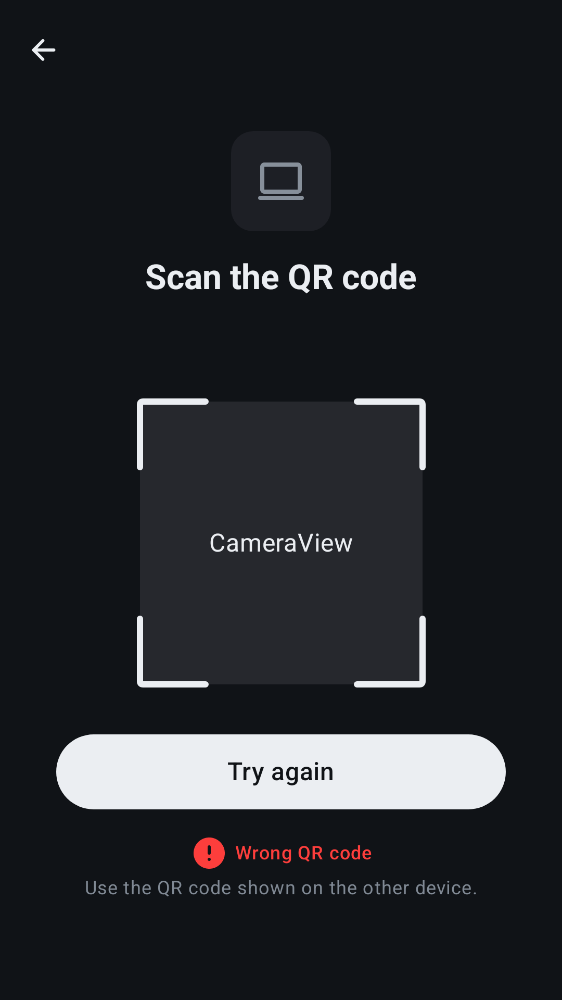 Scan the QR code
CameraView
Try again
Wrong QR code
Use the QR code shown on the other device.